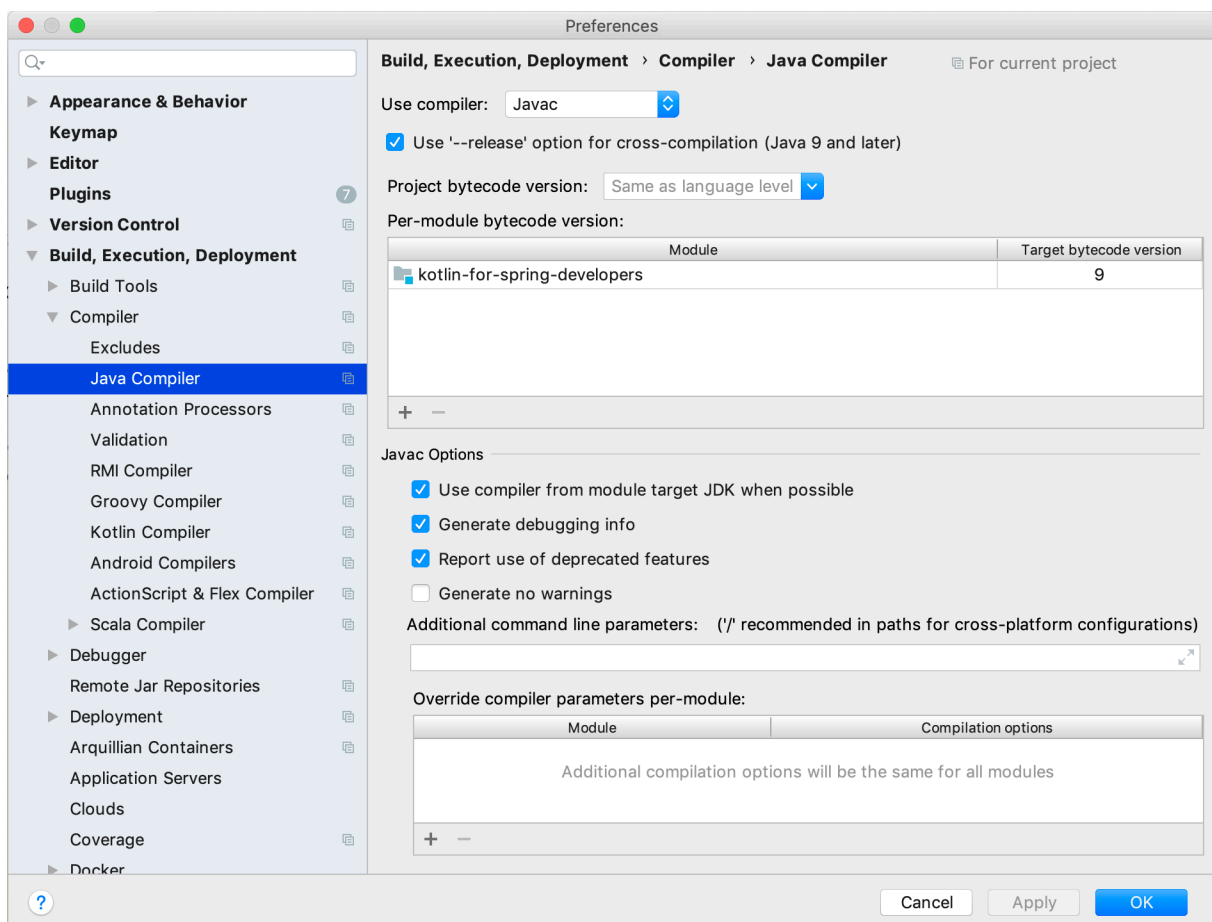 Preferences
Build, Execution, Deployment › Compiler › Java Compiler
For current project
Appearance & Behavior
Keymap
Editor
Plugins 7
Version Control
Build, Execution, Deployment
Build Tools
Compiler
Excludes
Java Compiler
Annotation Processors
Validation
RMI Compiler
Groovy Compiler
Kotlin Compiler
Android Compilers
ActionScript & Flex Compiler
Scala Compiler
Debugger
Remote Jar Repositories
Deployment
Arquillian Containers
Application Servers
Clouds
Coverage
Docker
Use compiler: Javac
Use '--release' option for cross-compilation (Java 9 and later)
Project bytecode version: Same as language level
Per-module bytecode version:
Module Target bytecode version
kotlin-for-spring-developers 9
+ −
Javac Options
Use compiler from module target JDK when possible
Generate debugging info
Report use of deprecated features
Generate no warnings
Additional command line parameters: ('/' recommended in paths for cross-platform configurations)
Override compiler parameters per-module:
Module Compilation options
Additional compilation options will be the same for all modules
+ −
? Cancel Apply OK